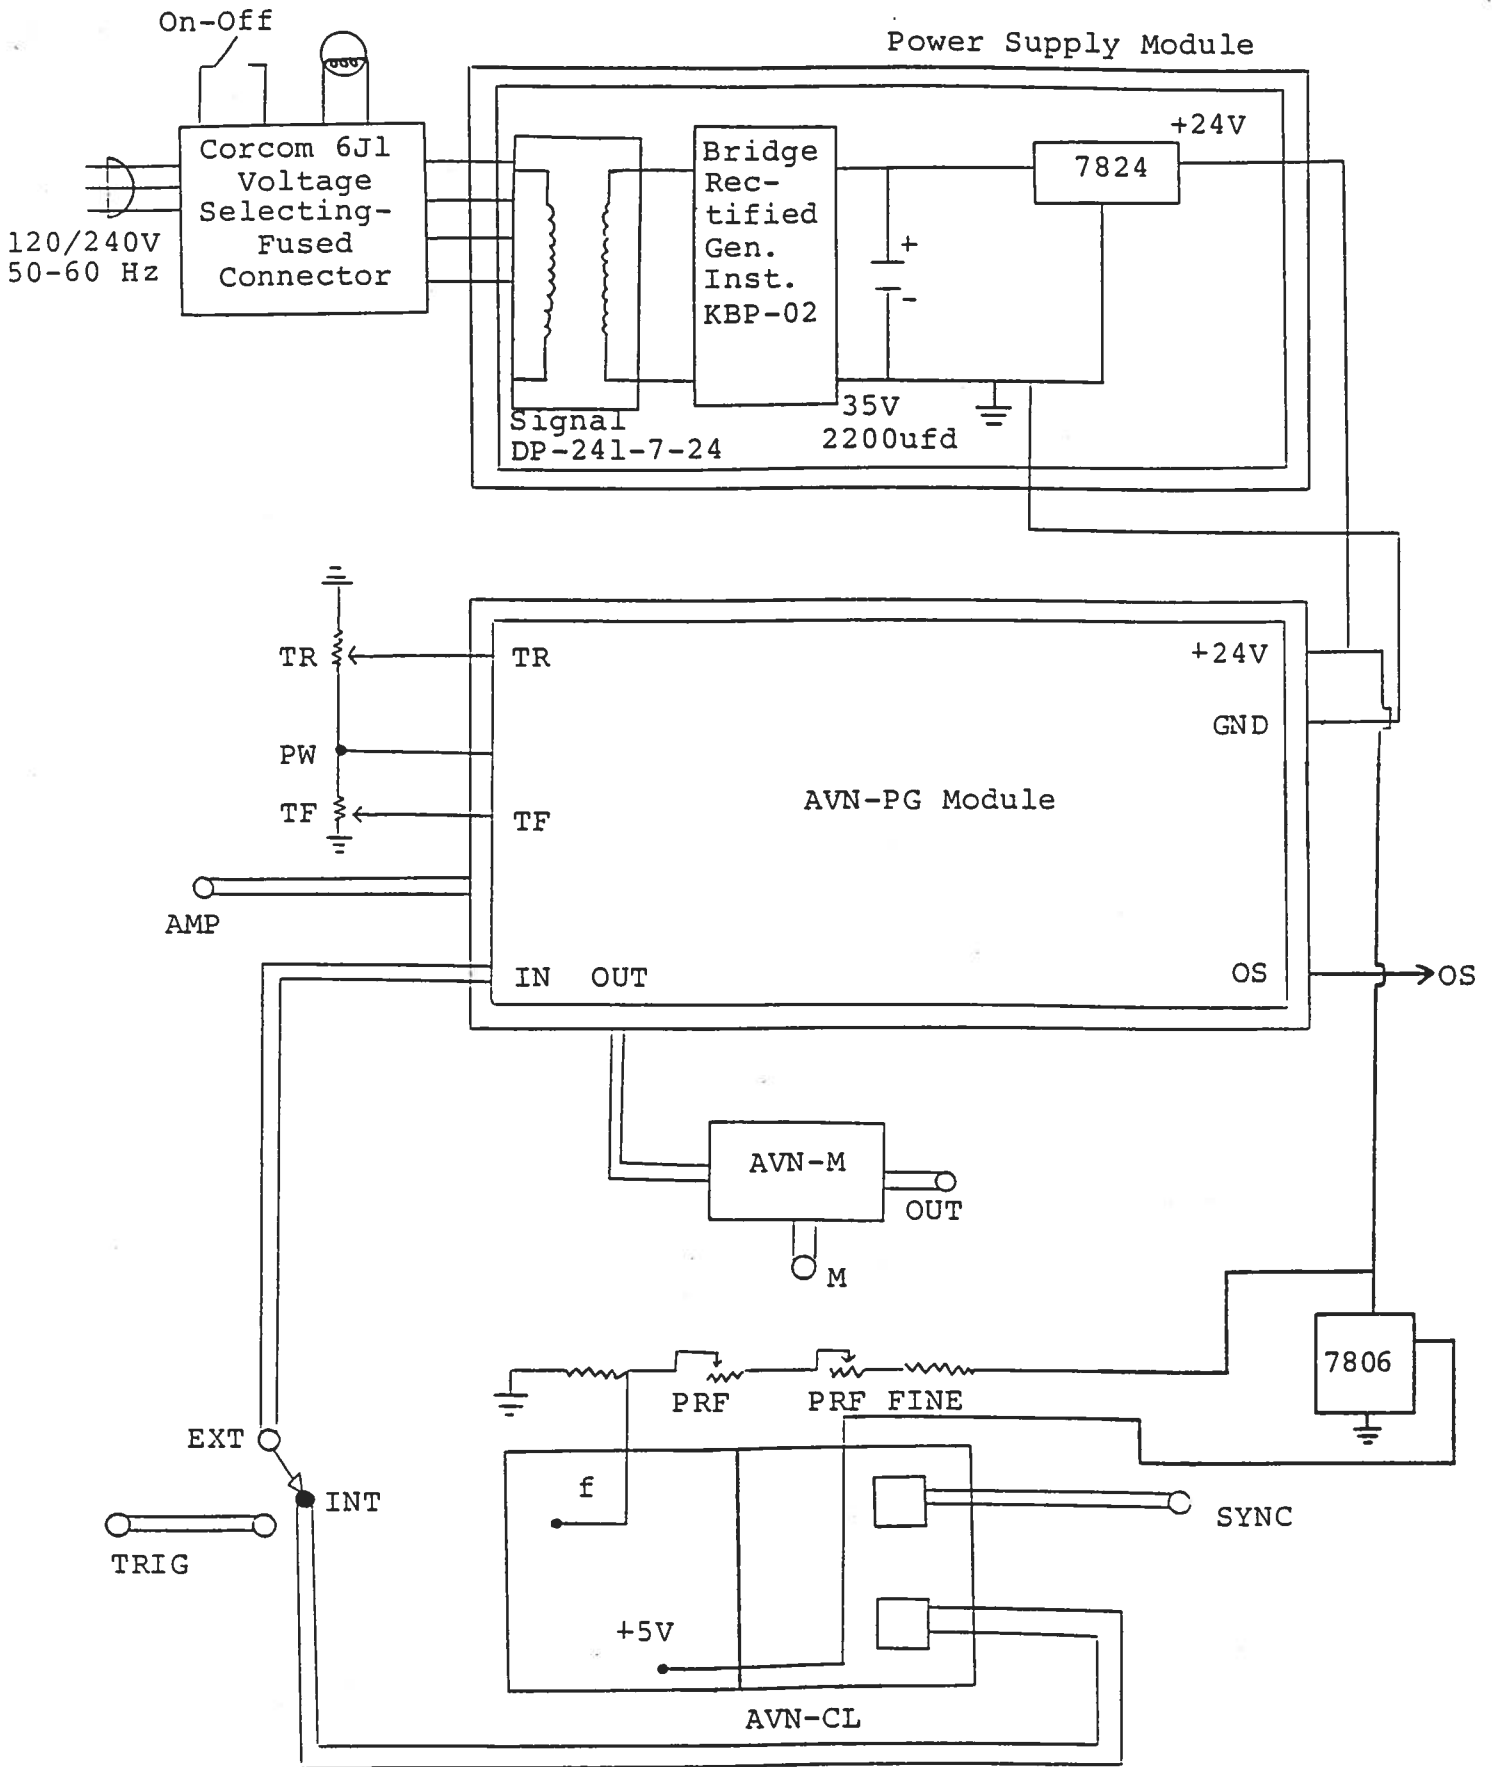 On-Off
Power Supply Module
+24V
Corcom 6J1
Voltage
Selecting-
Fused
Connector
120/240V
50-60 Hz
Bridge
Rec-
tified
Gen.
Inst.
KBP-02
7824
+
-
35V
2200ufd
Signal
DP-241-7-24
TR
TR
+24V
GND
PW
AVN-PG Module
TF
TF
AMP
IN OUT
OS
OS
AVN-M
OUT
M
7806
PRF
PRF FINE
EXT
INT
f
SYNC
TRIG
+5V
AVN-CL